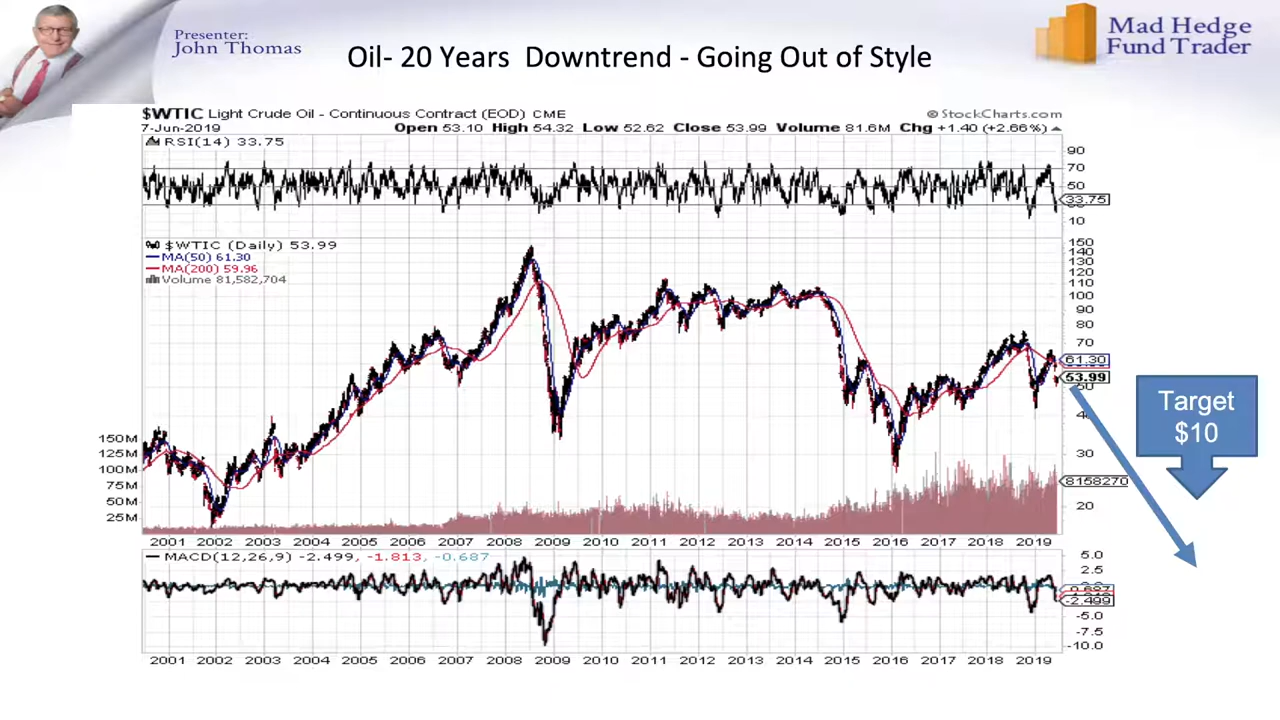 Presenter:
John Thomas
Oil- 20 Years Downtrend - Going Out of Style
Mad Hedge
Fund Trader
$WTIC Light Crude Oil - Continuous Contract (EOD) CME
© StockCharts.com
7-Jun-2019
Open 53.10 High 54.32 Low 52.62 Close 53.99 Volume 81.6M Chg +1.40 (+2.66%)
RSI(14) 33.75
90
70
50
33.75
10
$WTIC (Daily) 53.99
MA(50) 61.30
MA(200) 59.96
Volume 81,582,704
150
140
130
120
110
100
90
80
70
61.30
53.99
50
30
20
150M
125M
100M
75M
50M
25M
8158270
Target
$10
2001 2002 2003 2004 2005 2006 2007 2008 2009 2010 2011 2012 2013 2014 2015 2016 2017 2018 2019
MACD(12,26,9) -2.499, -1.813, -0.687
5.0
2.5
-2.499
-5.0
-7.5
-10.0
2001 2002 2003 2004 2005 2006 2007 2008 2009 2010 2011 2012 2013 2014 2015 2016 2017 2018 2019